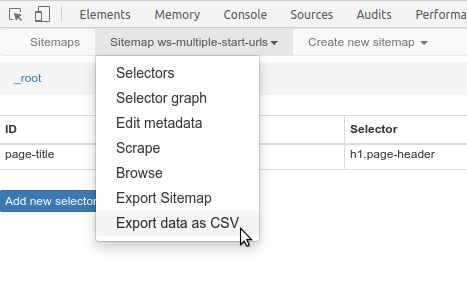 Elements Memory Console Sources Audits Performa
Sitemaps Sitemap ws-multiple-start-urls Create new sitemap
_root
Selectors
Selector graph
Edit metadata
Scrape
Browse
Export Sitemap
Export data as CSV
ID Selector
page-title h1.page-header
Add new selector